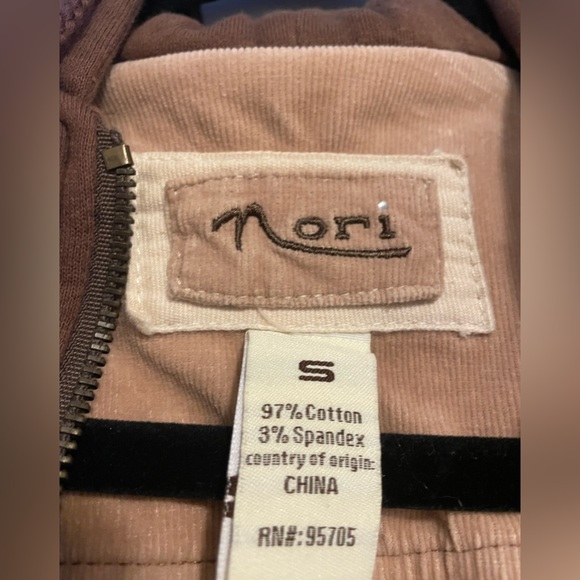 nori
S
97% Cotton
3% Spandex
country of origin:
CHINA
RN#:95705